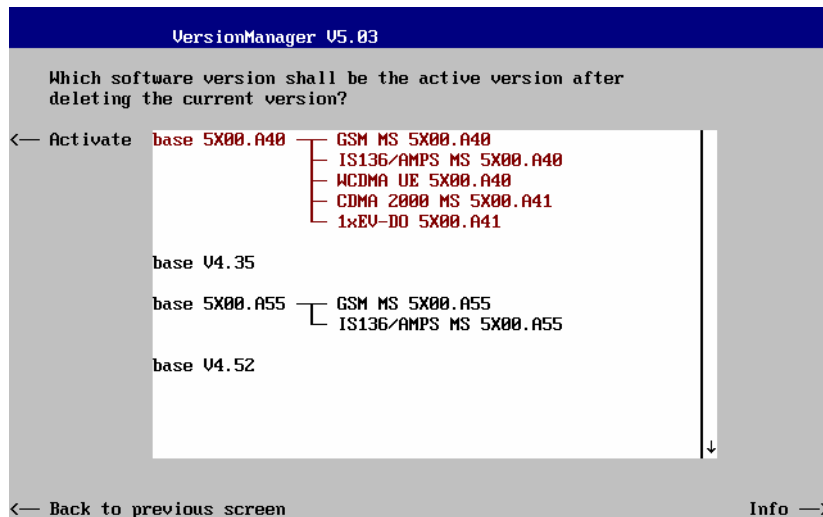 VersionManager V5.03
Which software version shall be the active version after
deleting the current version?
<── Activate
base 5X00.A40 ─┬─ GSM MS 5X00.A40
├─ IS136/AMPS MS 5X00.A40
├─ WCDMA UE 5X00.A40
├─ CDMA 2000 MS 5X00.A41
└─ 1xEV-DO 5X00.A41
base V4.35
base 5X00.A55 ─┬─ GSM MS 5X00.A55
└─ IS136/AMPS MS 5X00.A55
base V4.52
↓
<── Back to previous screen
Info ──>